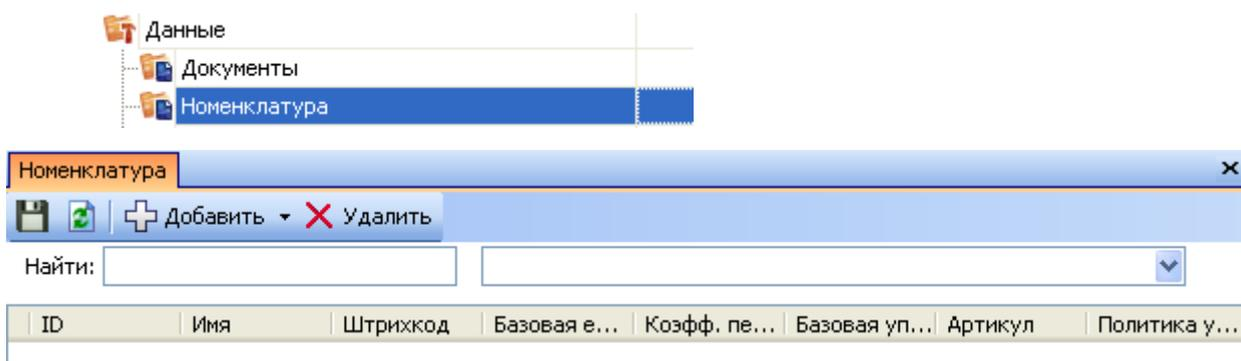 Данные
Документы
Номенклатура
Номенклатура
Добавить Удалить
Найти:
ID Имя Штрихкод Базовая е... Коэфф. пе... Базовая уп... Артикул Политика у...